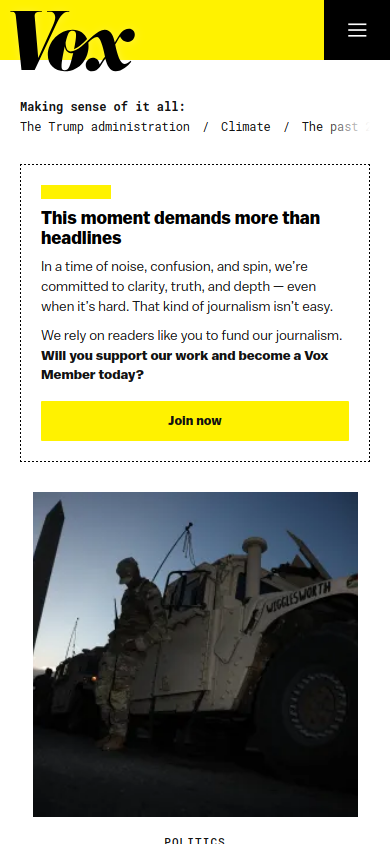 Vox
Making sense of it all:
The Trump administration / Climate / The past
This moment demands more than
headlines
In a time of noise, confusion, and spin, we're
committed to clarity, truth, and depth — even
when it's hard. That kind of journalism isn't easy.
We rely on readers like you to fund our journalism.
Will you support our work and become a Vox
Member today?
Join now
WIGGLESWORTH
POLITICS